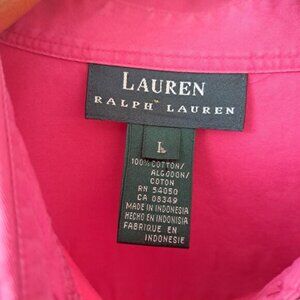 LAUREN
RALPH LAUREN
L
100% COTTON/
ALGODON/
COTON
RN 54050
CA 08349
MADE IN INDONESIA
HECHO EN INDONISIA
FABRIQUE EN
INDONESIE